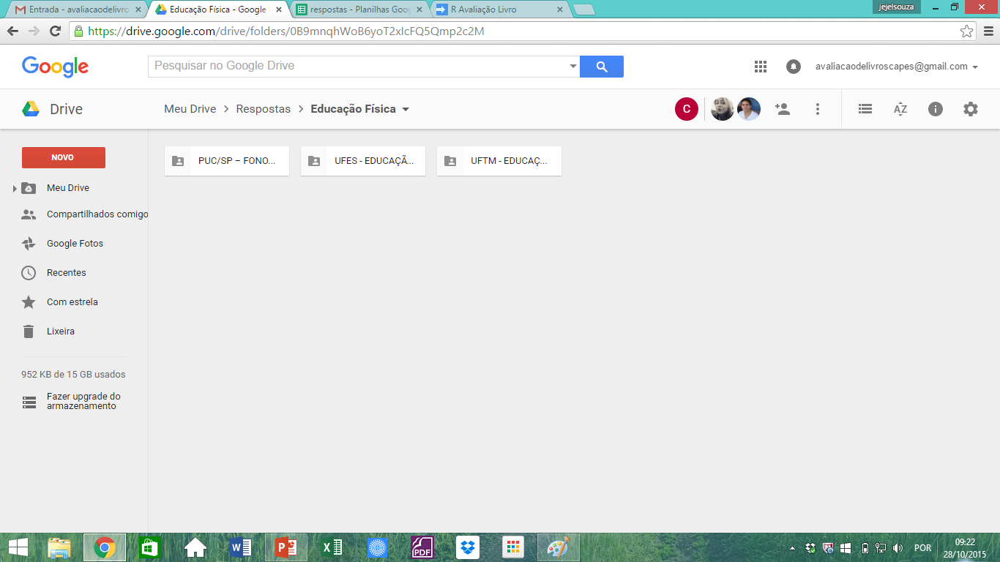 Entrada - avaliacaodelivro
Educação Física - Google
respostas - Planilhas Goog
R Avaliação Livro
jejelsouza
https://drive.google.com/drive/folders/0B9mnqhWoB6yoT2xIcFQ5Qmp2c2M
Google
Pesquisar no Google Drive
avaliacaodelivroscapes@gmail.com
Drive
Meu Drive > Respostas > Educação Física
C
AZ
NOVO
PUC/SP – FONO...
UFES - EDUCAÇÃ...
UFTM - EDUCAÇ...
Meu Drive
Compartilhados comigo
Google Fotos
Recentes
Com estrela
Lixeira
952 KB de 15 GB usados
Fazer upgrade do
armazenamento
PDF
POR
09:22
28/10/2015